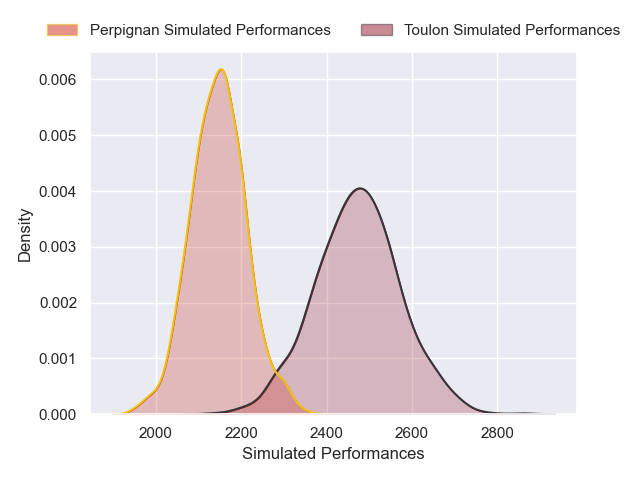 Perpignan Simulated Performances Toulon Simulated Performances
0.006
0.005
0.004
0.003
0.002
0.001
0.000
Density
2000 2200 2400 2600 2800
Simulated Performances